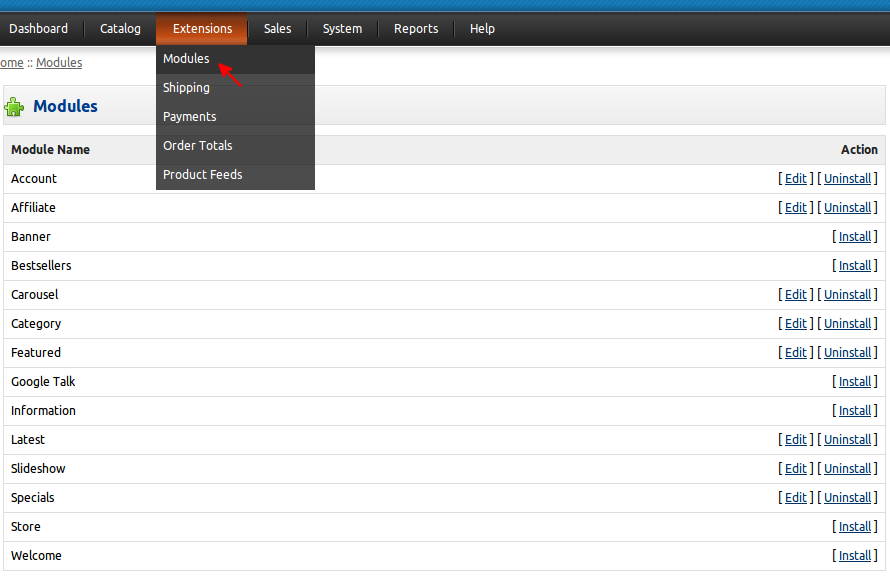 Dashboard Catalog Extensions Sales System Reports Help
ome :: Modules
Modules
Shipping
Payments
Order Totals
Product Feeds
Modules
Module Name Action
Account [ Edit ] [ Uninstall ]
Affiliate [ Edit ] [ Uninstall ]
Banner [ Install ]
Bestsellers [ Install ]
Carousel [ Edit ] [ Uninstall ]
Category [ Edit ] [ Uninstall ]
Featured [ Edit ] [ Uninstall ]
Google Talk [ Install ]
Information [ Install ]
Latest [ Edit ] [ Uninstall ]
Slideshow [ Edit ] [ Uninstall ]
Specials [ Edit ] [ Uninstall ]
Store [ Install ]
Welcome [ Install ]